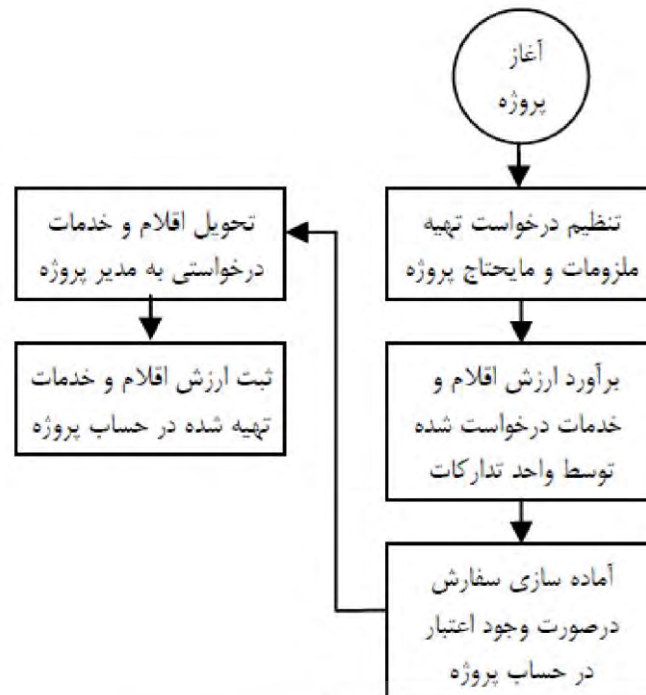 آغاز
پروژه
تنظیم درخواست تهیه
ملزومات و مایحتاج پروژه
برآورد ارزش اقلام و
خدمات درخواست شده
توسط واحد تدارکات
آماده سازی سفارش
درصورت وجود اعتبار
در حساب پروژه
تحویل اقلام و خدمات
درخواستی به مدیر پروژه
ثبت ارزش اقلام و خدمات
تهیه شده در حساب پروژه